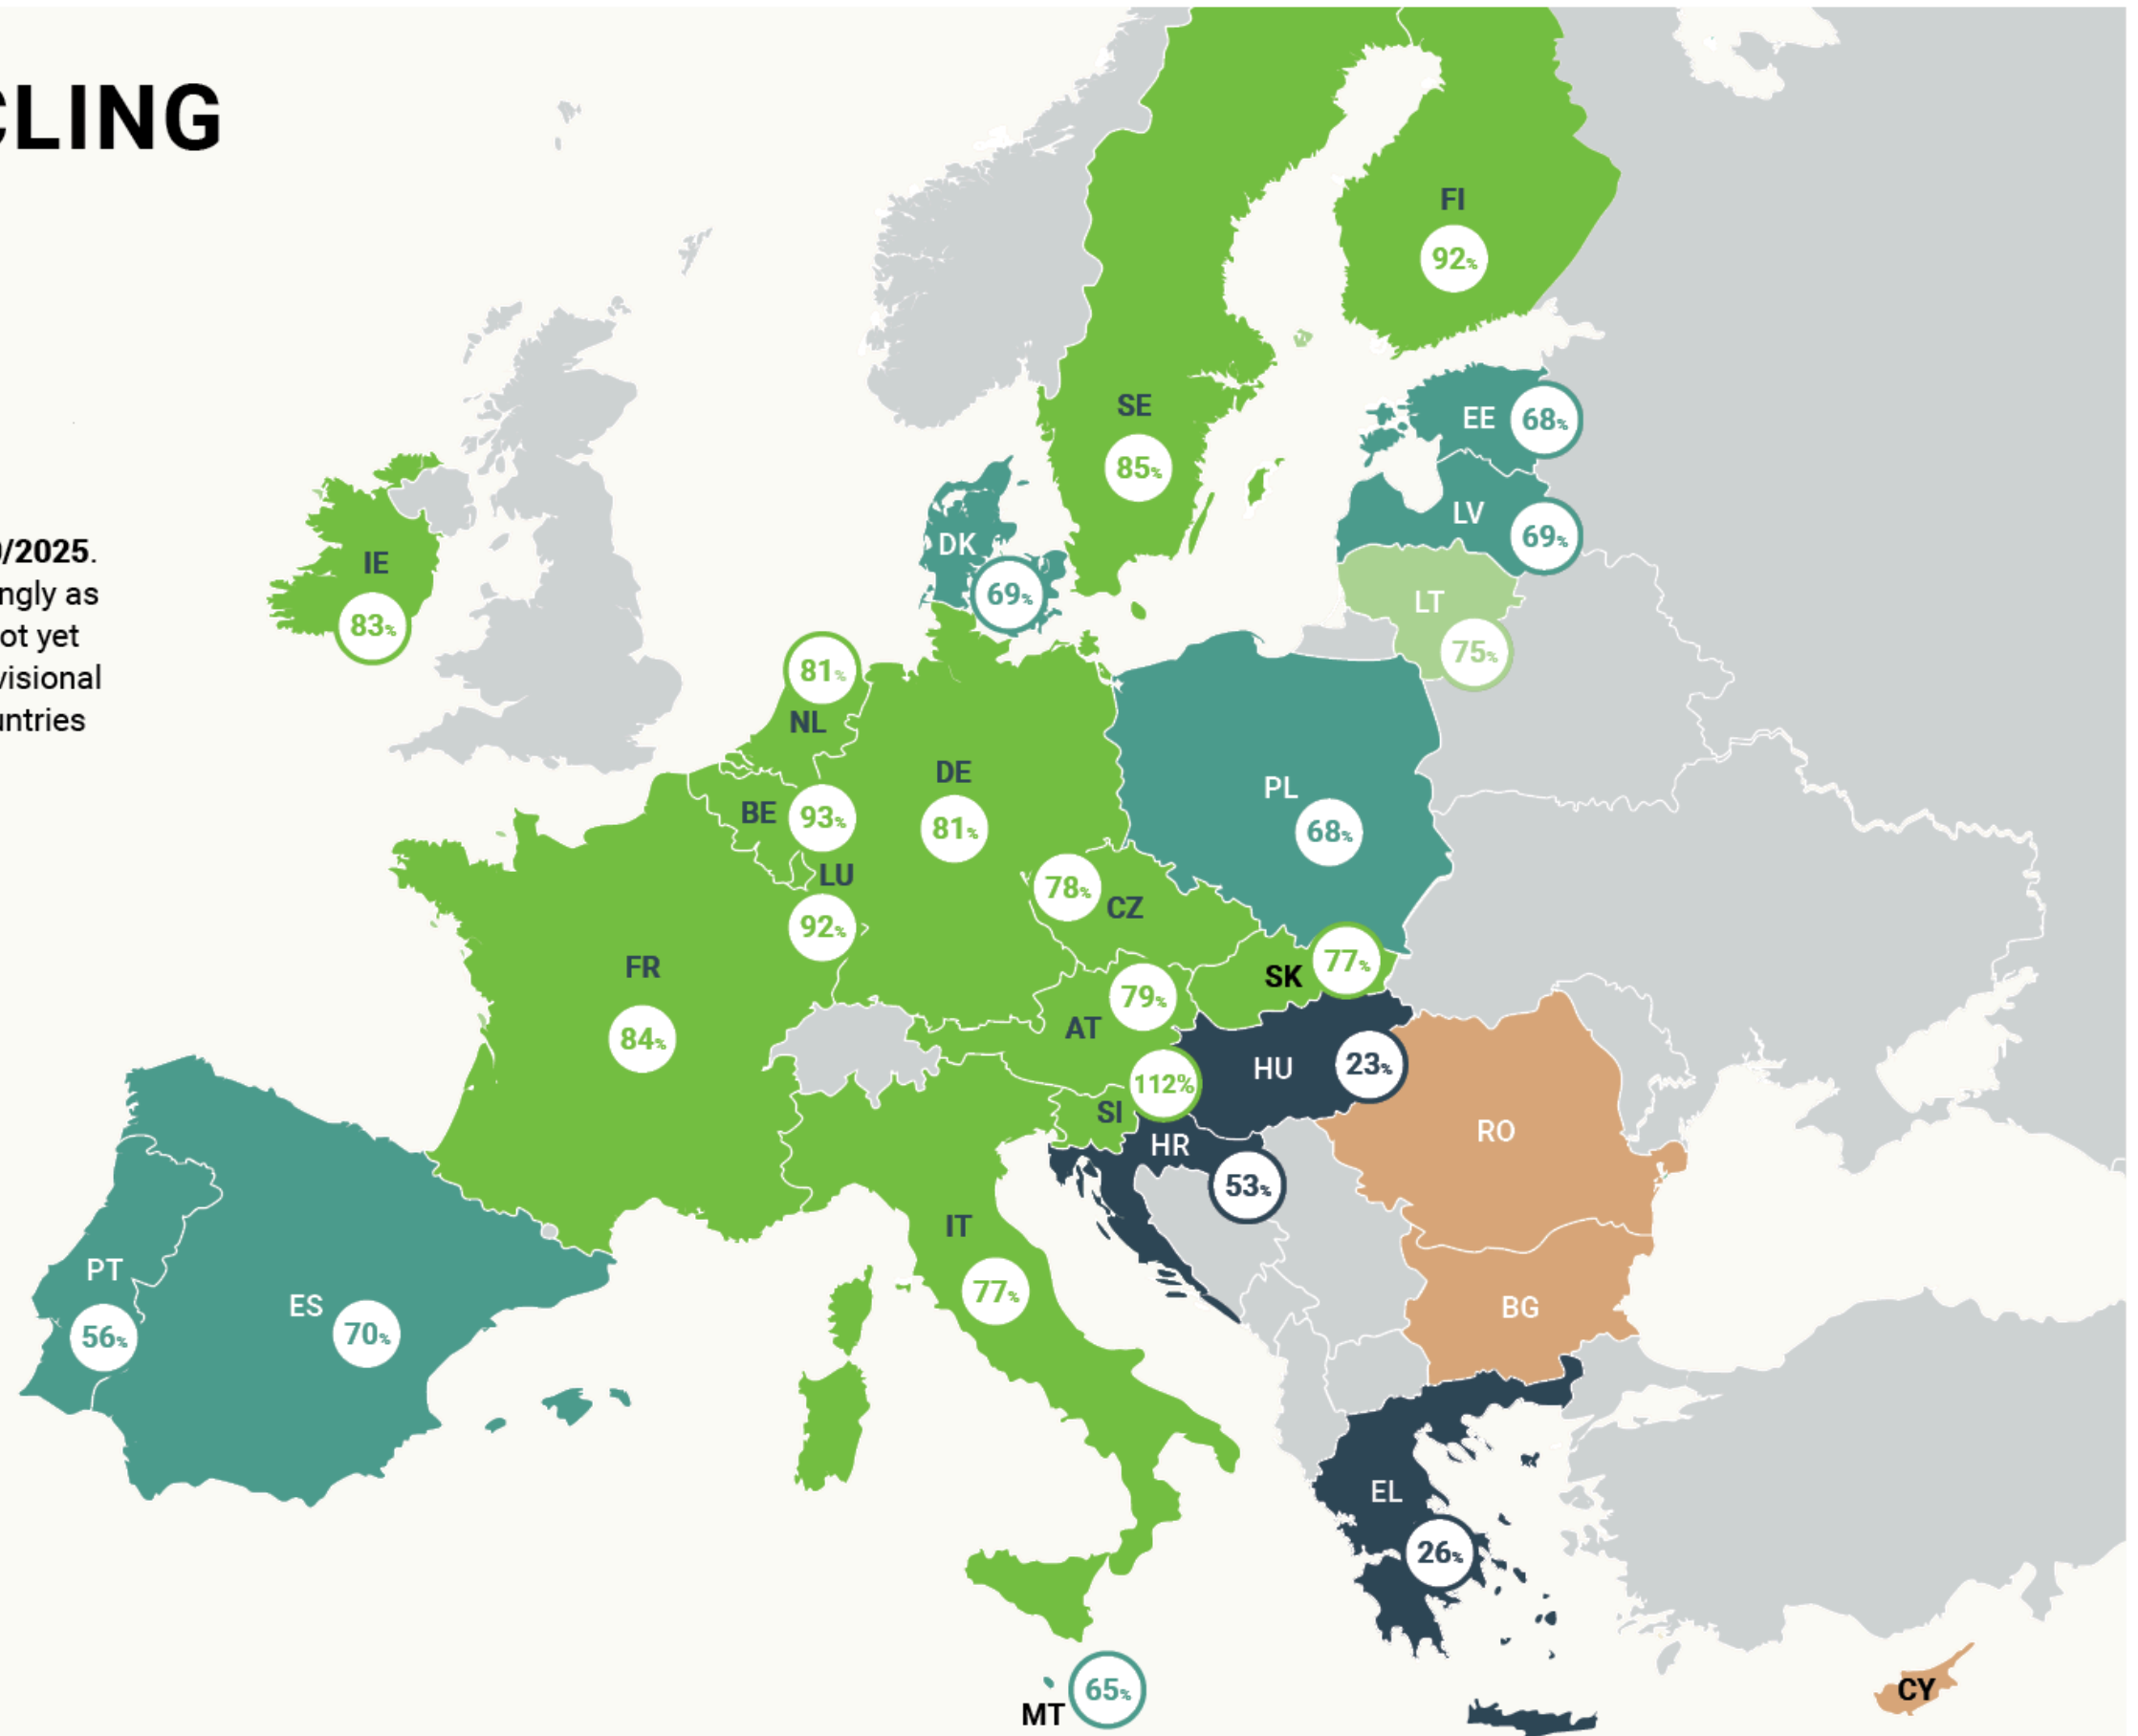 CLING
0/2025.
ngly as
ot yet
visional
untries
FI
92%
SE
85%
EE
68%
LV
69%
DK
69%
LT
75%
IE
83%
81%
NL
DE
81%
BE
93%
LU
92%
PL
68%
78%
CZ
FR
84%
SK
77%
79%
AT
HU
23%
112%
SI
HR
53%
RO
IT
77%
PT
56%
ES
70%
BG
EL
26%
MT
65%
CY